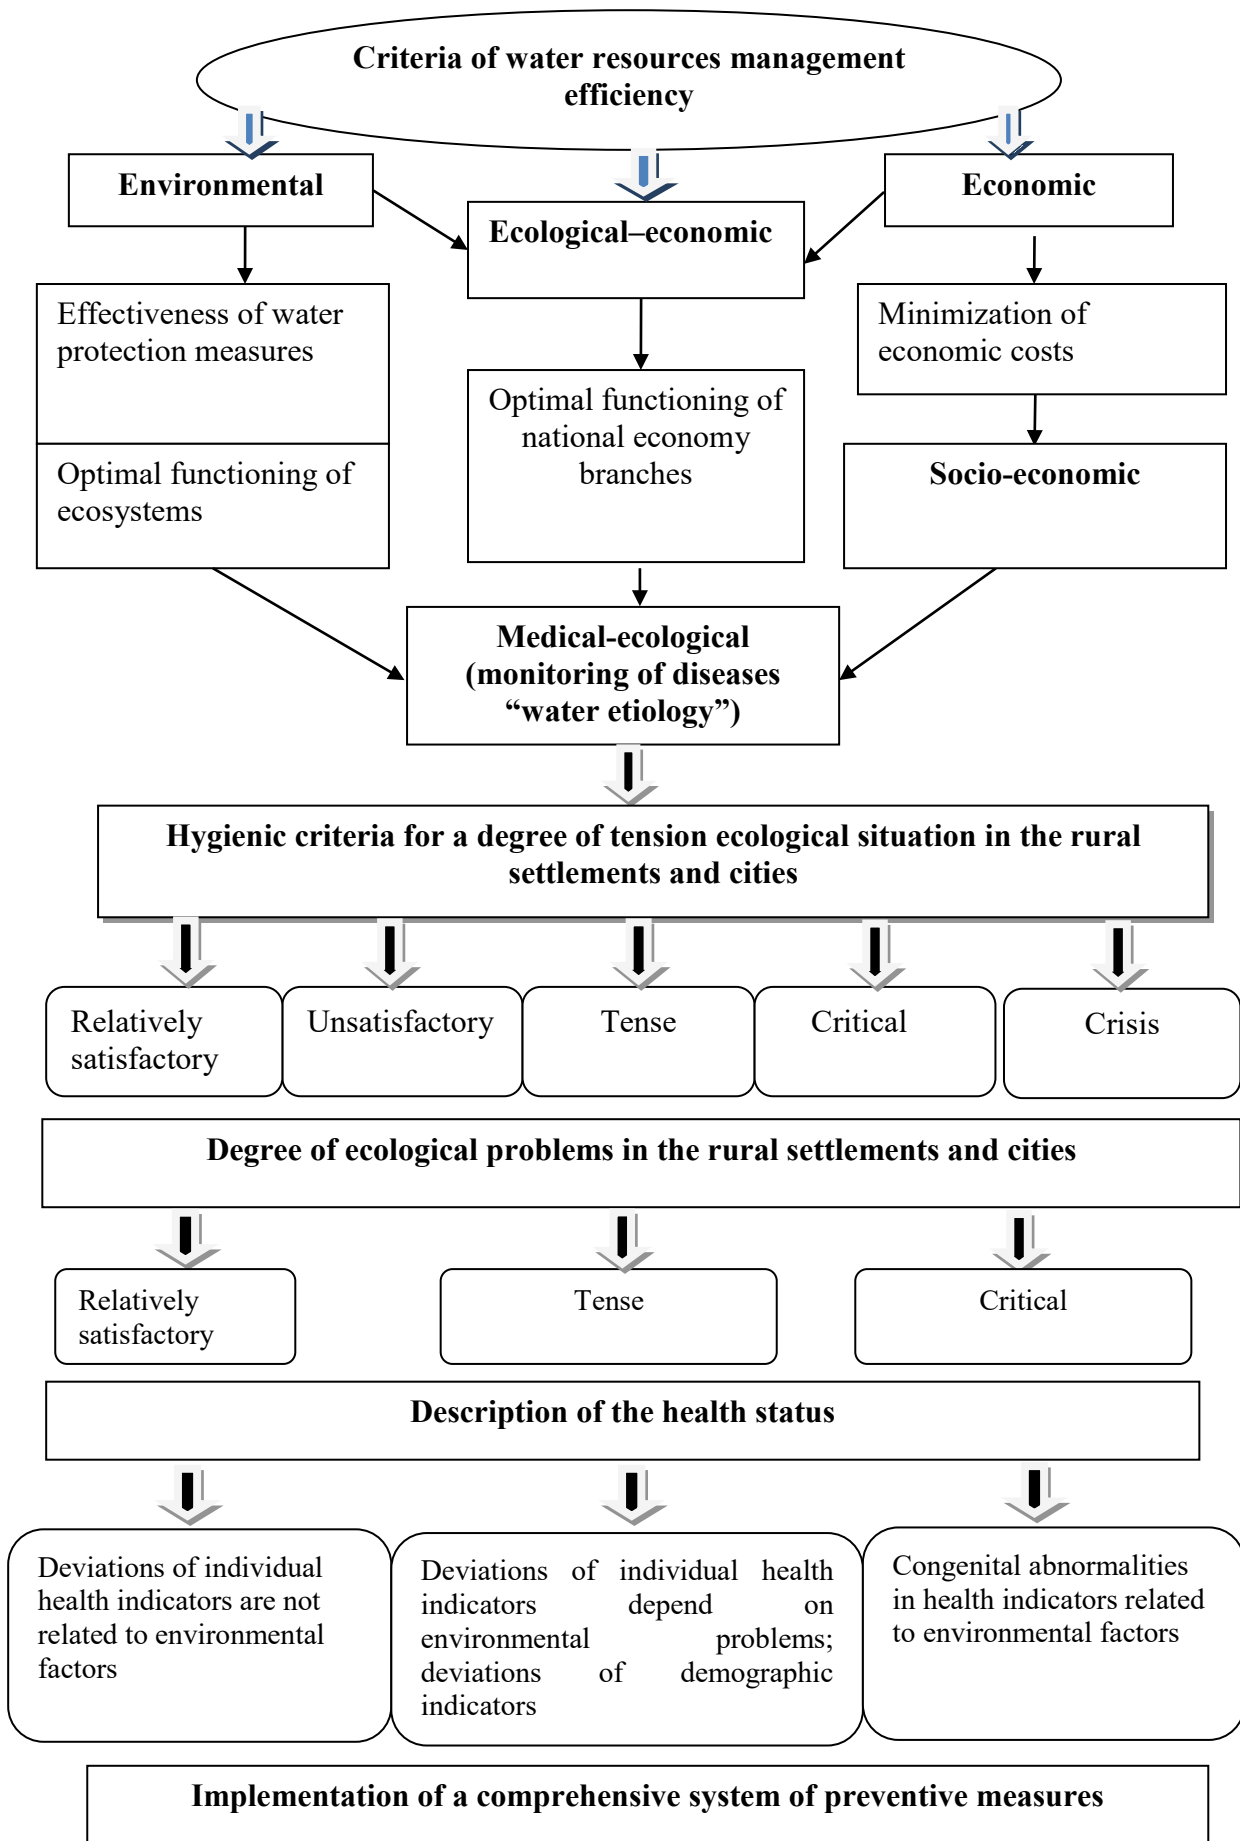 Criteria of water resources management
efficiency
Environmental
Economic
Ecological–economic
Effectiveness of water
protection measures
Minimization of
economic costs
Optimal functioning of
national economy
branches
Optimal functioning of
ecosystems
Socio-economic
Medical-ecological
(monitoring of diseases
“water etiology”)
Hygienic criteria for a degree of tension ecological situation in the rural
settlements and cities
Relatively
satisfactory
Unsatisfactory
Tense
Critical
Crisis
Degree of ecological problems in the rural settlements and cities
Relatively
satisfactory
Tense
Critical
Description of the health status
Deviations of individual
health indicators are not
related to environmental
factors
Deviations of individual health
indicators depend on
environmental problems;
deviations of demographic
indicators
Congenital abnormalities
in health indicators related
to environmental factors
Implementation of a comprehensive system of preventive measures